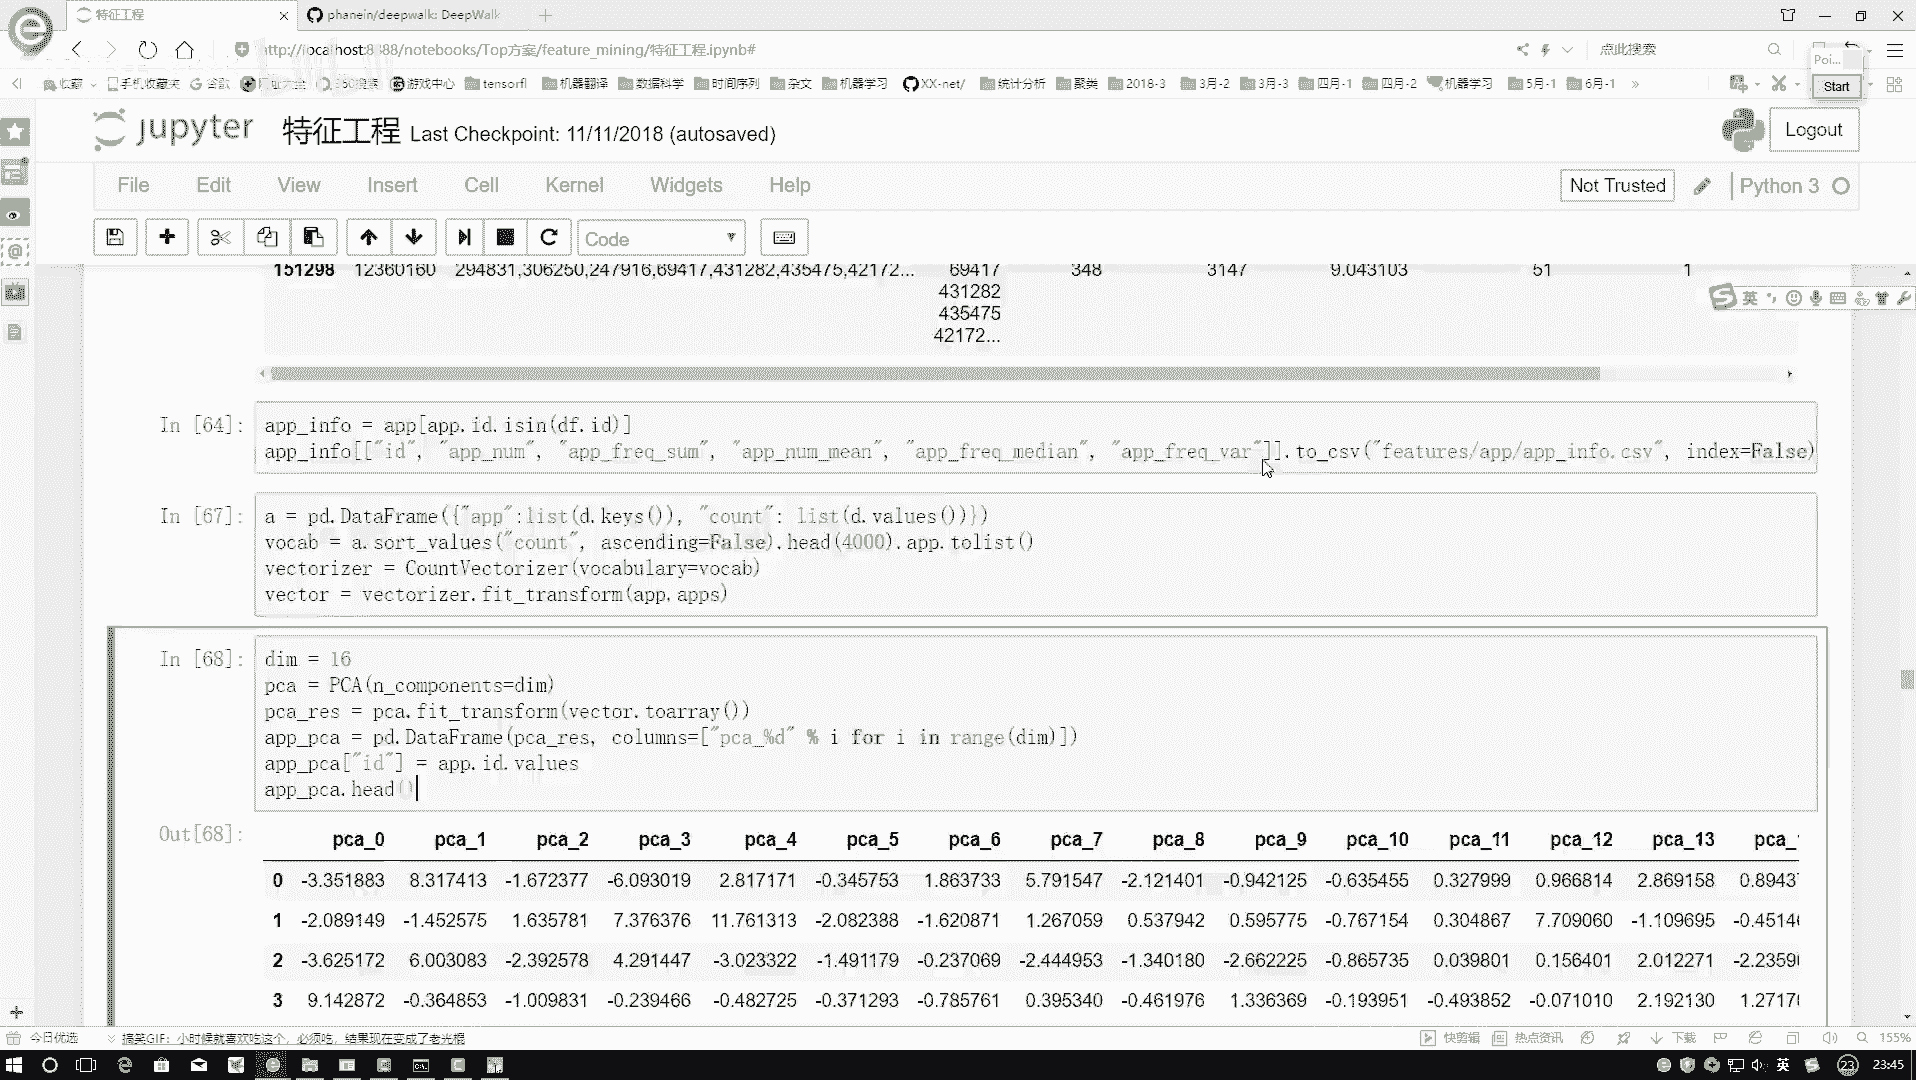 特征工程
phanein/deepwalk: DeepWalk
http://localhost:8888/notebooks/Top方案/feature_mining/特征工程.ipynb#
点此搜索
Poi...
收藏 手机收藏夹 谷歌 网址大全 360搜索 游戏中心 tensorfl 机器翻译 数据科学 时间序列 杂文 机器学习 XX-net/ 统计分析 聚类 2018-3 3月-2 3月-3 四月-1 四月-2 机器学习 5月-1 6月-1 »
Start
jupyter 特征工程 Last Checkpoint: 11/11/2018 (autosaved)
Logout
File Edit View Insert Cell Kernel Widgets Help
Not Trusted
Python 3
Code
151298 12360160 294831,306250,247916,69417,431282,435475,42172... 69417 348 3147 9.043103 51 1
431282
435475
42172...
英
In [64]: app_info = app[app.id.isin(df.id)]
app_info[["id", "app_num", "app_freq_sum", "app_num_mean", "app_freq_median", "app_freq_var"]].to_csv("features/app/app_info.csv", index=False)
In [67]: a = pd.DataFrame({"app":list(d.keys()), "count": list(d.values())})
vocab = a.sort_values("count", ascending=False).head(4000).app.tolist()
vectorizer = CountVectorizer(vocabulary=vocab)
vector = vectorizer.fit_transform(app.apps)
In [68]: dim = 16
pca = PCA(n_components=dim)
pca_res = pca.fit_transform(vector.toarray())
app_pca = pd.DataFrame(pca_res, columns=["pca_%d" % i for i in range(dim)])
app_pca["id"] = app.id.values
app_pca.head()
Out[68]:
pca_0 pca_1 pca_2 pca_3 pca_4 pca_5 pca_6 pca_7 pca_8 pca_9 pca_10 pca_11 pca_12 pca_13 pca_
0 -3.351883 8.317413 -1.672377 -6.093019 2.817171 -0.345753 1.863733 5.791547 -2.121401 -0.942125 -0.635455 0.327999 0.966814 2.869158 0.8943
1 -2.089149 -1.452575 1.635781 7.376376 11.761313 -2.082388 -1.620871 1.267059 0.537942 0.595775 -0.767154 0.304867 7.709060 -1.109695 -0.4514
2 -3.625172 6.003083 -2.392578 4.291447 -3.023322 -1.491179 -0.237069 -2.444953 -1.340180 -2.662225 -0.865735 0.039801 0.156401 2.012271 -2.2359
3 9.142872 -0.364853 -1.009831 -0.239466 -0.482725 -0.371293 -0.785761 0.395340 -0.461976 1.336369 -0.193951 -0.493852 -0.071010 2.192130 1.2717
今日优选 搞笑GIF：小时候就喜欢吃这个，必须吃，结果现在变成了老光棍
快剪辑 热点资讯 下载 155%
英 23 23:45